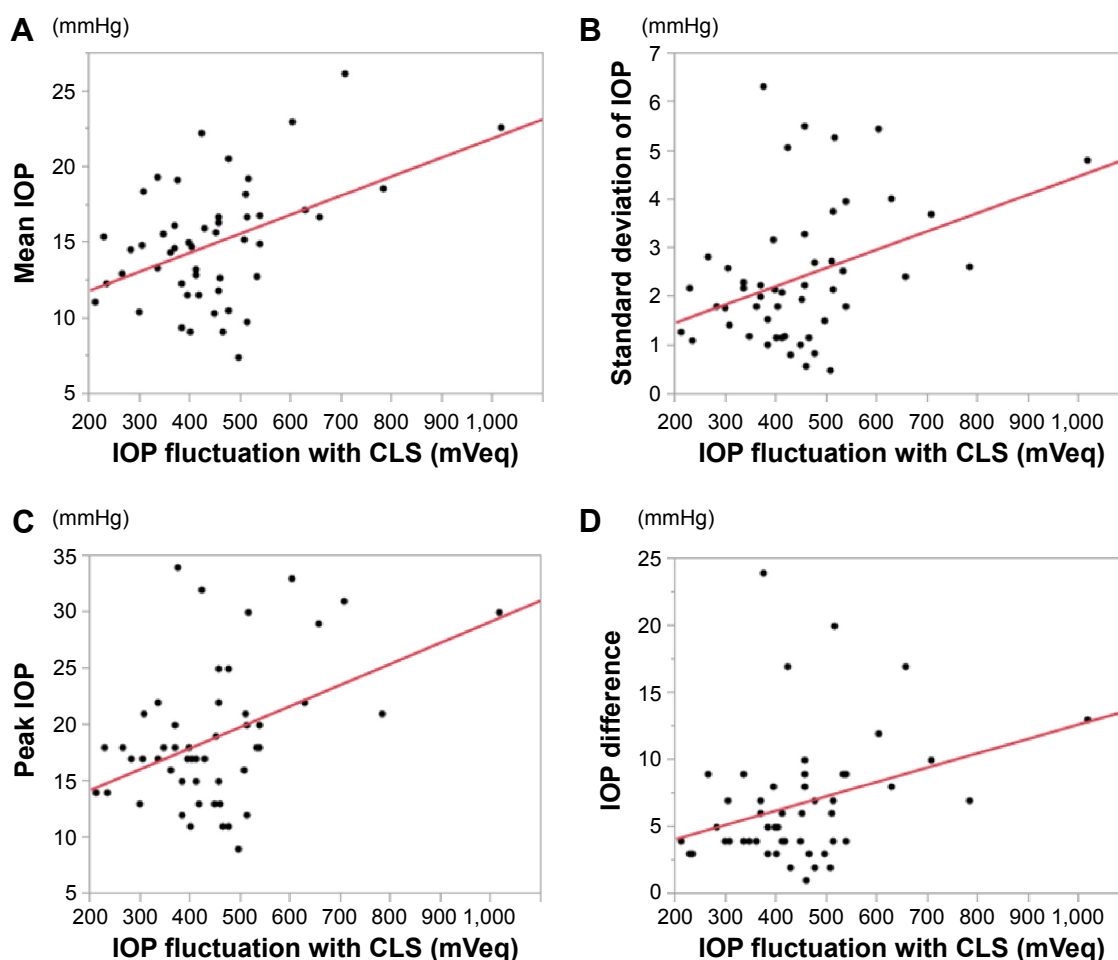 A (mmHg)
Mean IOP
25
20
15
10
5
200 300 400 500 600 700 800 900 1,000
IOP fluctuation with CLS (mVeq)
B (mmHg)
Standard deviation of IOP
7
6
5
4
3
2
1
0
200 300 400 500 600 700 800 900 1,000
IOP fluctuation with CLS (mVeq)
C (mmHg)
Peak IOP
35
30
25
20
15
10
5
200 300 400 500 600 700 800 900 1,000
IOP fluctuation with CLS (mVeq)
D (mmHg)
IOP difference
25
20
15
10
5
0
200 300 400 500 600 700 800 900 1,000
IOP fluctuation with CLS (mVeq)